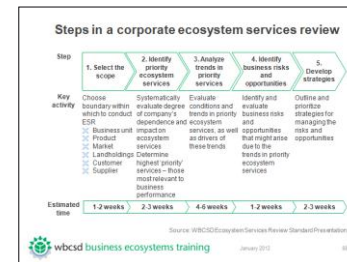 Steps in a corporate ecosystem services review
Step
1. Select the
scope
2. Identify
priority
ecosystem
services
3. Analyze
trends in
priority
services
4. Identify
business risks
and
opportunities
5.
Develop
strategies
Key
activity
Choose
boundary within
which to conduct
ESR
Business unit
Product
Market
Landholdings
Customer
Supplier
Systematically
evaluate degree
of company's
dependence and
impact on
ecosystem
services
Determine
highest 'priority'
services – those
most relevant to
business
performance
Evaluate
conditions and
trends in priority
ecosystem
services, as well
as drivers of
these trends
Identify and
evaluate
business risks
and
opportunities
that might arise
due to the
trends in priority
ecosystem
services
Outline and
prioritize
strategies for
managing the
risks and
opportunities
Estimated
time
1-2 weeks
2-3 weeks
4-6 weeks
1-2 weeks
2-3 weeks
Source: WBCSD Ecosystem Services Review Standard Presentation
wbcsd business ecosystems training
January 2013